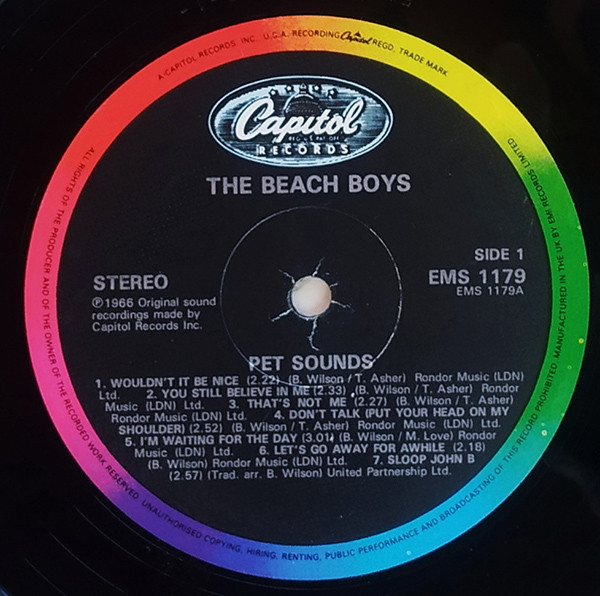 A-CAPITOL RECORDS, INC., U.S.A. RECORDING Capitol REGD. TRADE MARK
Capitol
RECORDS
THE BEACH BOYS
STEREO
℗1966 Original sound
recordings made by
Capitol Records Inc.
SIDE 1
EMS 1179
EMS 1179A
PET SOUNDS
1. WOULDN'T IT BE NICE (2.22) (B. Wilson / T. Asher) Rondor Music (LDN)
Ltd. 2. YOU STILL BELIEVE IN ME (2.33) (B. Wilson / T. Asher) Rondor
Music (LDN) Ltd. 3. THAT'S NOT ME (2.27) (B. Wilson / T. Asher)
Rondor Music (LDN) Ltd. 4. DON'T TALK (PUT YOUR HEAD ON MY
SHOULDER) (2.52) (B. Wilson / T. Asher) Rondor Music (LDN) Ltd.
5. I'M WAITING FOR THE DAY (3.01) (B. Wilson / M. Love) Rondor
Music (LDN) Ltd. 6. LET'S GO AWAY FOR AWHILE (2.18)
(B. Wilson) Rondor Music (LDN) Ltd. 7. SLOOP JOHN B
(2.57) (Trad. arr. B. Wilson) United Partnership Ltd.
ALL RIGHTS OF THE PRODUCER AND OF THE OWNER OF THE RECORDED WORK RESERVED. UNAUTHORISED COPYING, HIRING, RENTING, PUBLIC PERFORMANCE AND BROADCASTING OF THIS RECORD PROHIBITED. MANUFACTURED IN THE UK BY EMI RECORDS LIMITED